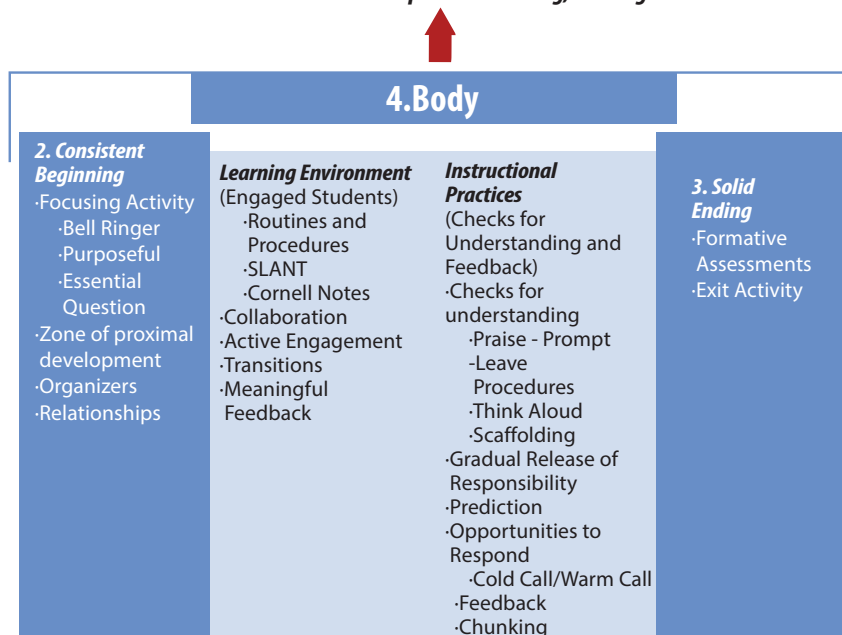 4.Body
2. Consistent
Beginning
·Focusing Activity
·Bell Ringer
·Purposeful
·Essential
Question
·Zone of proximal
development
·Organizers
·Relationships
Learning Environment
(Engaged Students)
·Routines and
Procedures
·SLANT
·Cornell Notes
·Collaboration
·Active Engagement
·Transitions
·Meaningful
Feedback
Instructional
Practices
(Checks for
Understanding and
Feedback)
·Checks for
understanding
·Praise - Prompt
-Leave
Procedures
·Think Aloud
·Scaffolding
·Gradual Release of
Responsibility
·Prediction
·Opportunities to
Respond
·Cold Call/Warm Call
·Feedback
·Chunking
3. Solid
Ending
·Formative
Assessments
·Exit Activity